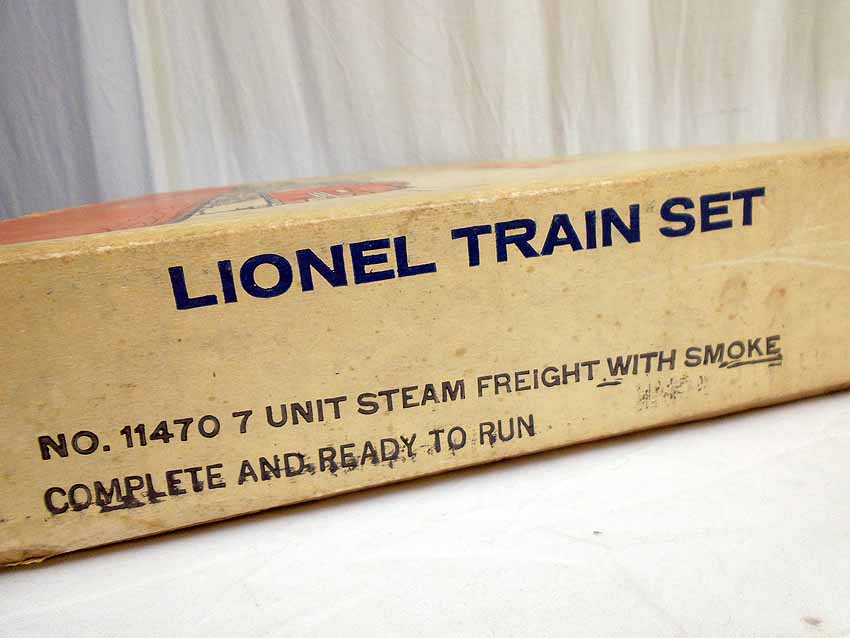 LIONEL TRAIN SET
NO. 11470 7 UNIT STEAM FREIGHT WITH SMOKE
COMPLETE AND READY TO RUN